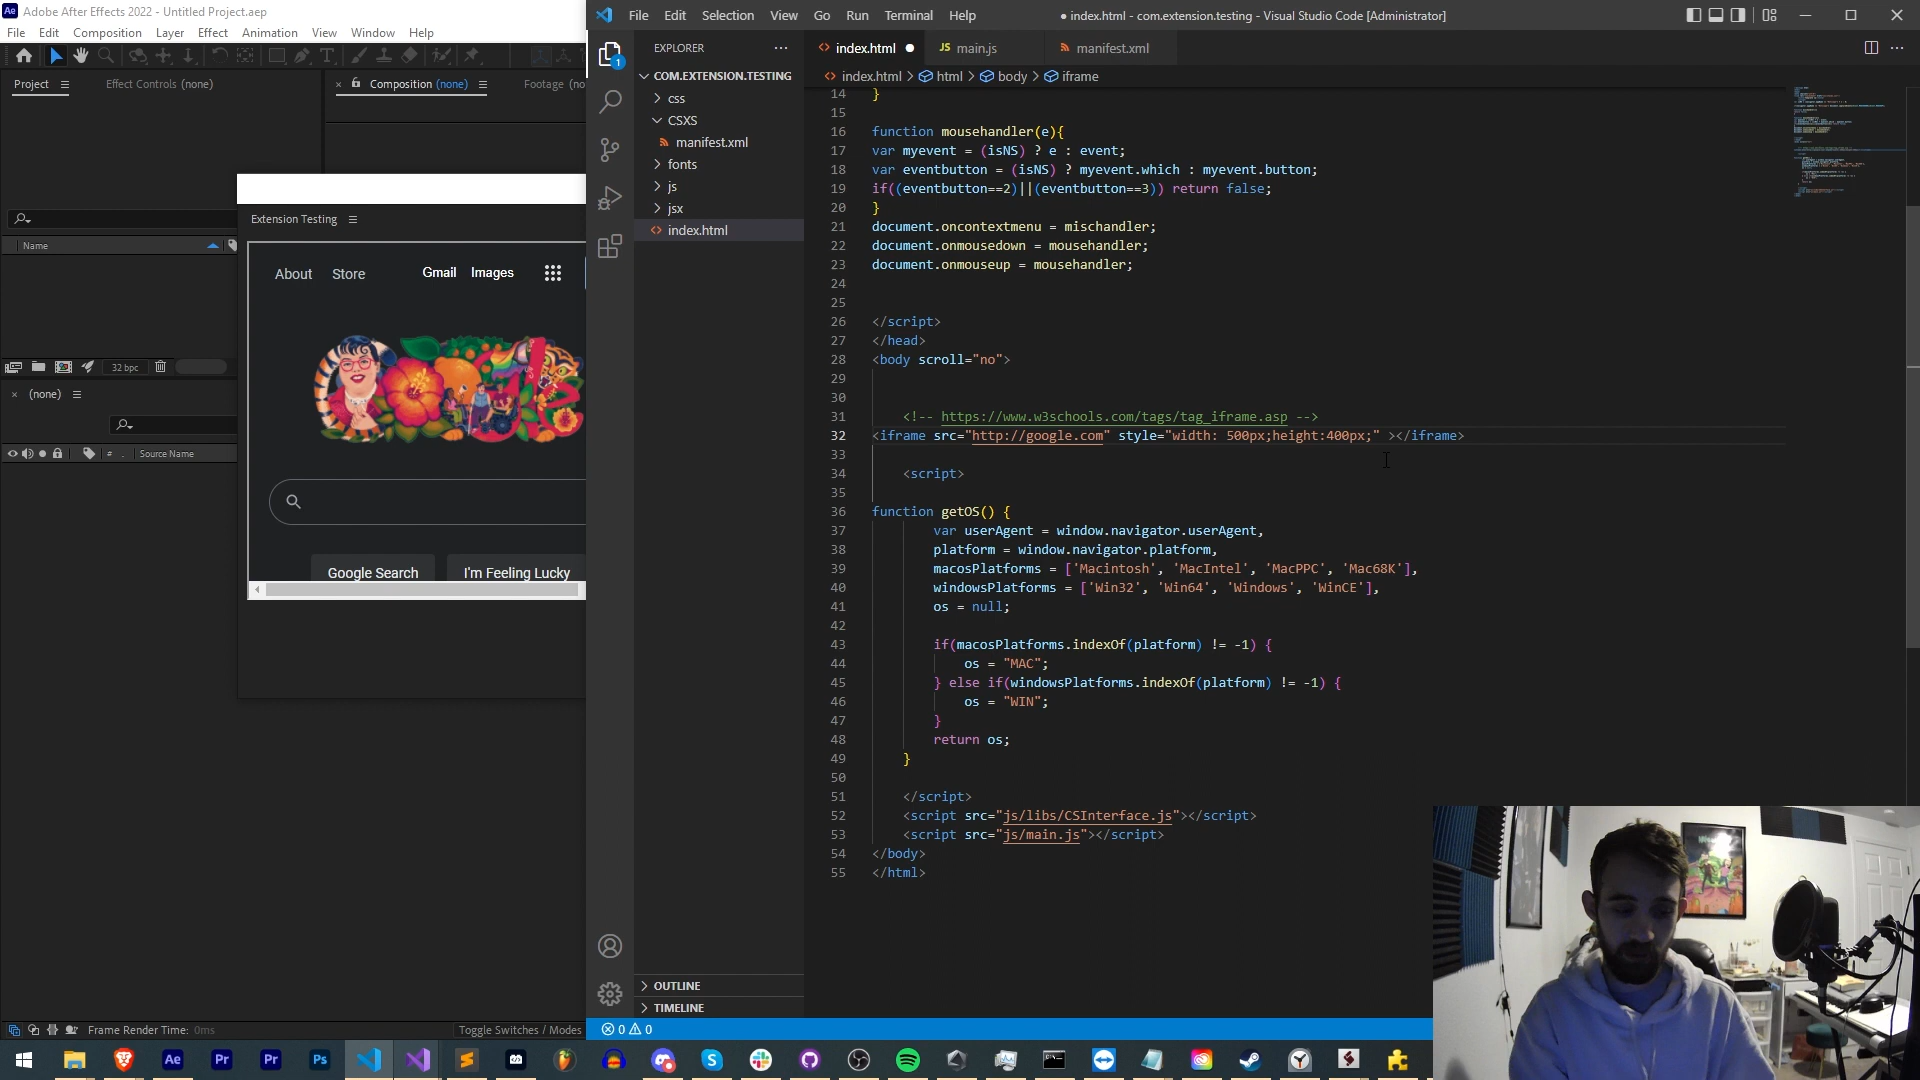 Ae Adobe After Effects 2022 - Untitled Project.aep
File Edit Composition Layer Effect Animation View Window Help
Project
Effect Controls (none)
× Composition (none)
Footage (no
Name
32 bpc
× (none)
# .
Source Name
Frame Render Time: 0ms
Toggle Switches / Modes
Extension Testing
About Store Gmail Images
Google Search
I'm Feeling Lucky
File Edit Selection View Go Run Terminal Help
● index.html - com.extension.testing - Visual Studio Code [Administrator]
1
EXPLORER
COM.EXTENSION.TESTING
css
CSXS
manifest.xml
fonts
js
jsx
index.html
OUTLINE
TIMELINE
index.html
JS main.js
manifest.xml
index.html > html > body > iframe
14 }
15
16 function mousehandler(e){
17 var myevent = (isNS) ? e : event;
18 var eventbutton = (isNS) ? myevent.which : myevent.button;
19 if((eventbutton==2)||(eventbutton==3)) return false;
20 }
21 document.oncontextmenu = mischandler;
22 document.onmousedown = mousehandler;
23 document.onmouseup = mousehandler;
24
25
26 </script>
27 </head>
28 <body scroll="no">
29
30
31 <!-- https://www.w3schools.com/tags/tag_iframe.asp -->
32 <iframe src="http://google.com" style="width: 500px;height:400px;" ></iframe>
33
34 <script>
35
36 function getOS() {
37 var userAgent = window.navigator.userAgent,
38 platform = window.navigator.platform,
39 macosPlatforms = ['Macintosh', 'MacIntel', 'MacPPC', 'Mac68K'],
40 windowsPlatforms = ['Win32', 'Win64', 'Windows', 'WinCE'],
41 os = null;
42
43 if(macosPlatforms.indexOf(platform) != -1) {
44 os = "MAC";
45 } else if(windowsPlatforms.indexOf(platform) != -1) {
46 os = "WIN";
47 }
48 return os;
49 }
50
51 </script>
52 <script src="js/libs/CSInterface.js"></script>
53 <script src="js/main.js"></script>
54 </body>
55 </html>
0 0
Ae Pr Pr Ps